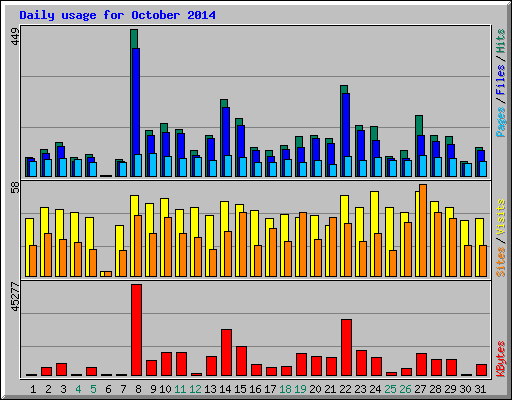 Daily usage for October 2014
449
Pages / Files / Hits
58
Sites / Visits
45277
KBytes
1 2 3 4 5 6 7 8 9 10 11 12 13 14 15 16 17 18 19 20 21 22 23 24 25 26 27 28 29 30 31